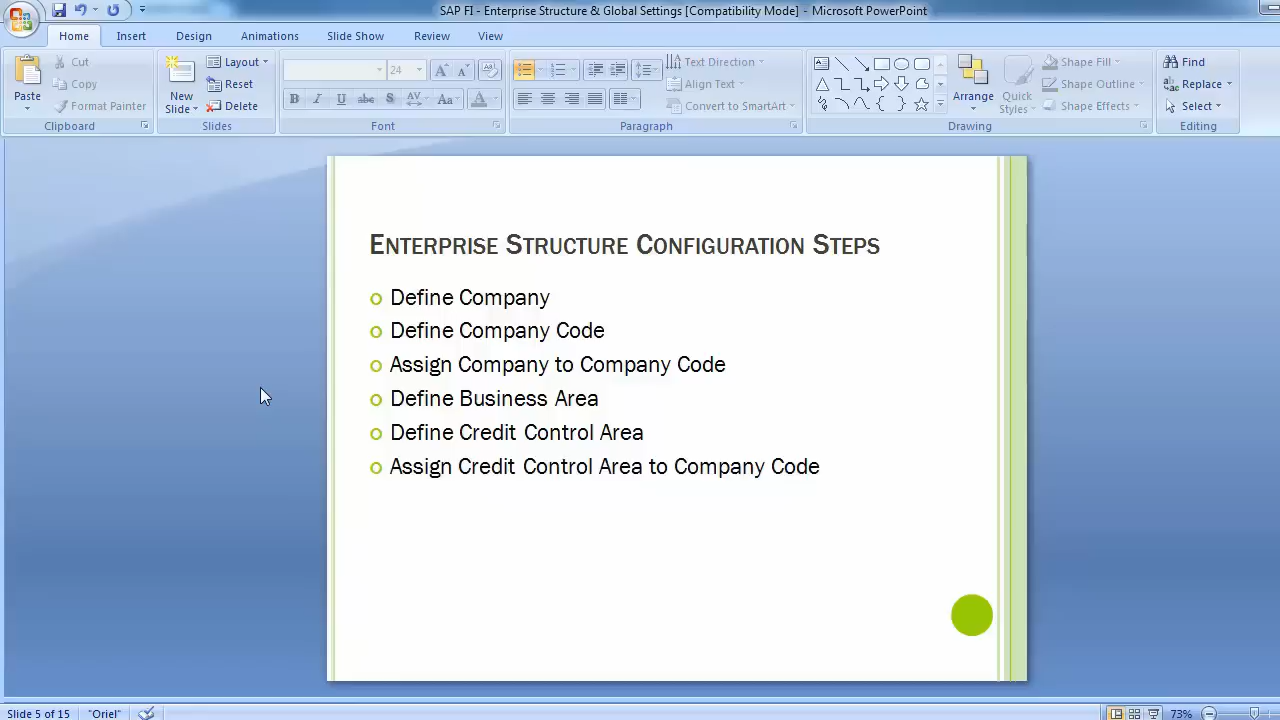 SAP FI - Enterprise Structure & Global Settings [Compatibility Mode] - Microsoft PowerPoint
Home Insert Design Animations Slide Show Review View
Paste Cut Copy Format Painter
Clipboard
New Slide Layout Reset Delete
Slides
24
B I U abc S AV Aa A
Font
Text Direction
Align Text
Convert to SmartArt
Paragraph
Arrange Quick Styles Shape Fill Shape Outline Shape Effects
Drawing
Find
Replace
Select
Editing
ENTERPRISE STRUCTURE CONFIGURATION STEPS
Define Company
Define Company Code
Assign Company to Company Code
Define Business Area
Define Credit Control Area
Assign Credit Control Area to Company Code
Slide 5 of 15 "Oriel" 73%